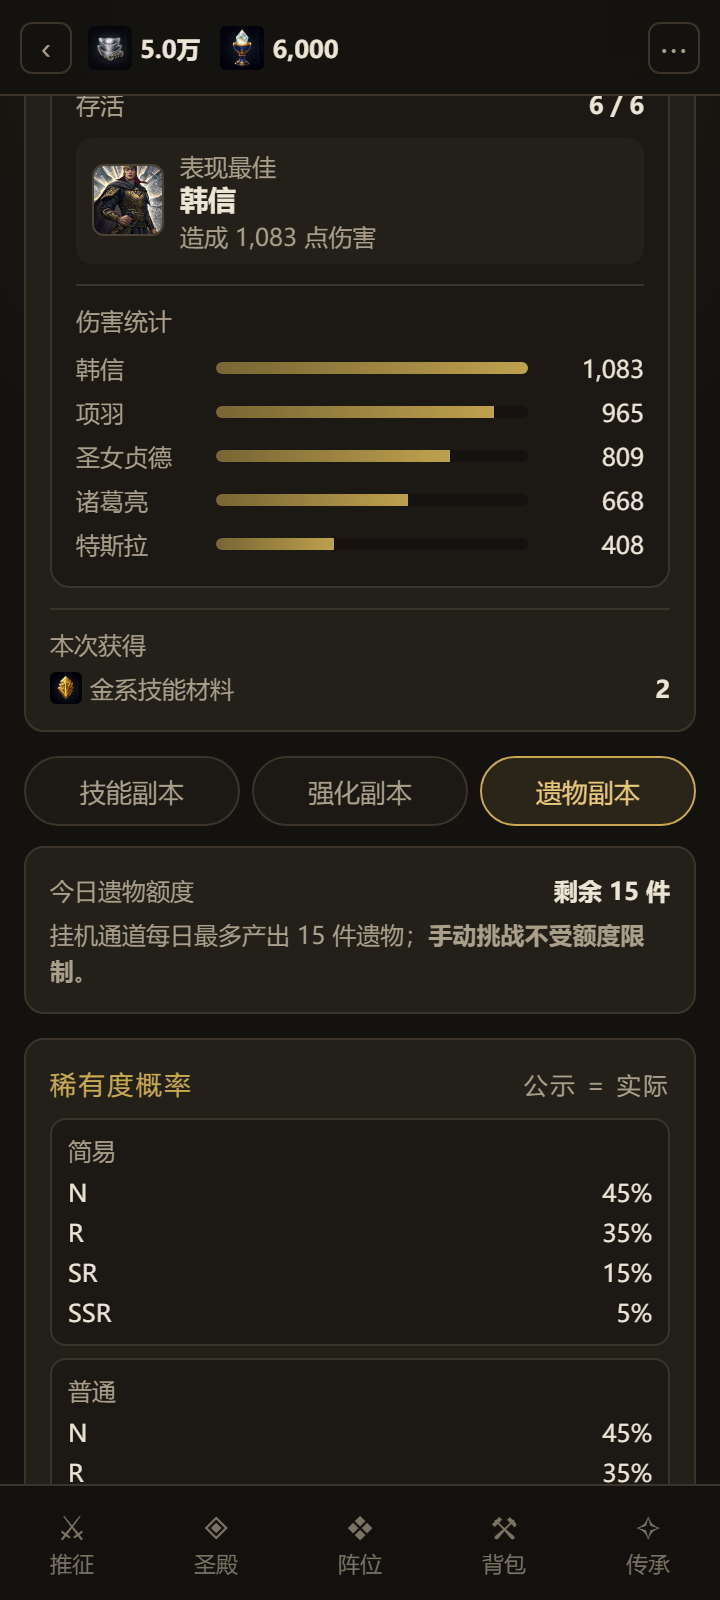 ‹ 5.0万 6,000 ...
存活 6 / 6
表现最佳
韩信
造成 1,083 点伤害
伤害统计
韩信 1,083
项羽 965
圣女贞德 809
诸葛亮 668
特斯拉 408
本次获得
金系技能材料 2
技能副本 强化副本 遗物副本
今日遗物额度 剩余 15 件
挂机通道每日最多产出 15 件遗物；手动挑战不受额度限
制。
稀有度概率 公示 = 实际
简易
N 45%
R 35%
SR 15%
SSR 5%
普通
N 45%
R 35%
推征 圣殿 阵位 背包 传承